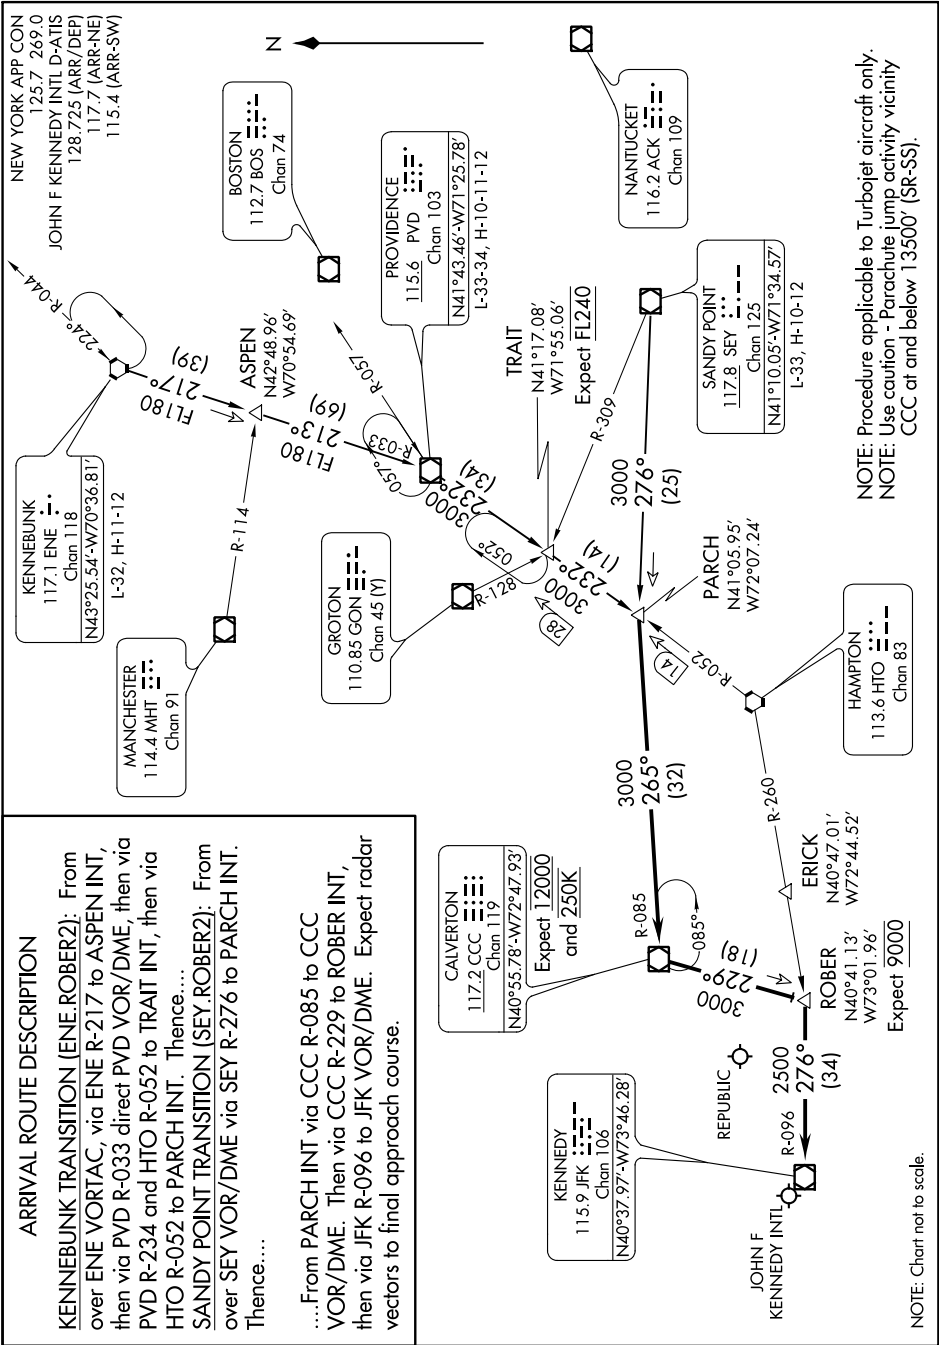 NEW YORK APP CON
125.7 269.0
JOHN F KENNEDY INTL D-ATIS
128.725 (ARR/DEP)
117.7 (ARR-NE)
115.4 (ARR-SW)
N
ARRIVAL ROUTE DESCRIPTION
KENNEBUNK TRANSITION (ENE.ROBER2): From
over ENE VORTAC, via ENE R-217 to ASPEN INT,
then via PVD R-033 direct PVD VOR/DME, then via
PVD R-234 and HTO R-052 to TRAIT INT, then via
HTO R-052 to PARCH INT. Thence....
SANDY POINT TRANSITION (SEY.ROBER2): From
over SEY VOR/DME via SEY R-276 to PARCH INT.
Thence....
....From PARCH INT via CCC R-085 to CCC
VOR/DME. Then via CCC R-229 to ROBER INT,
then via JFK R-096 to JFK VOR/DME. Expect radar
vectors to final approach course.
KENNEBUNK
117.1 ENE
Chan 118
N43°25.54'-W70°36.81'
L-32, H-11-12
224°
R-044
FL180
217°
(39)
MANCHESTER
114.4 MHT
Chan 91
R-114
ASPEN
N42°48.96'
W70°54.69'
FL180
213°
(69)
BOSTON
112.7 BOS
Chan 74
R-057
057°
R-033
PROVIDENCE
115.6 PVD
Chan 103
N41°43.46'-W71°25.78'
L-33-34, H-10-11-12
3000
232°
(34)
GROTON
110.85 GON
Chan 45 (Y)
R-128
052°
TRAIT
N41°17.08'
W71°55.06'
Expect FL240
3000
232°
(14)
28
R-309
NANTUCKET
116.2 ACK
Chan 109
SANDY POINT
117.8 SEY
Chan 125
N41°10.05'-W71°34.57'
L-33, H-10-12
3000
276°
(25)
PARCH
N41°05.95'
W72°07.24'
14
R-052
HAMPTON
113.6 HTO
Chan 83
R-260
3000
265°
(32)
CALVERTON
117.2 CCC
Chan 119
N40°55.78'-W72°47.93'
Expect 12000
and 250K
R-085
085°
3000
229°
(18)
ERICK
N40°47.01'
W72°44.52'
ROBER
N40°41.13'
W73°01.96'
Expect 9000
REPUBLIC
2500
276°
(34)
R-096
KENNEDY
115.9 JFK
Chan 106
N40°37.97'-W73°46.28'
JOHN F
KENNEDY INTL
NOTE: Procedure applicable to Turbojet aircraft only.
NOTE: Use caution - Parachute jump activity vicinity
CCC at and below 13500' (SR-SS).
NOTE: Chart not to scale.